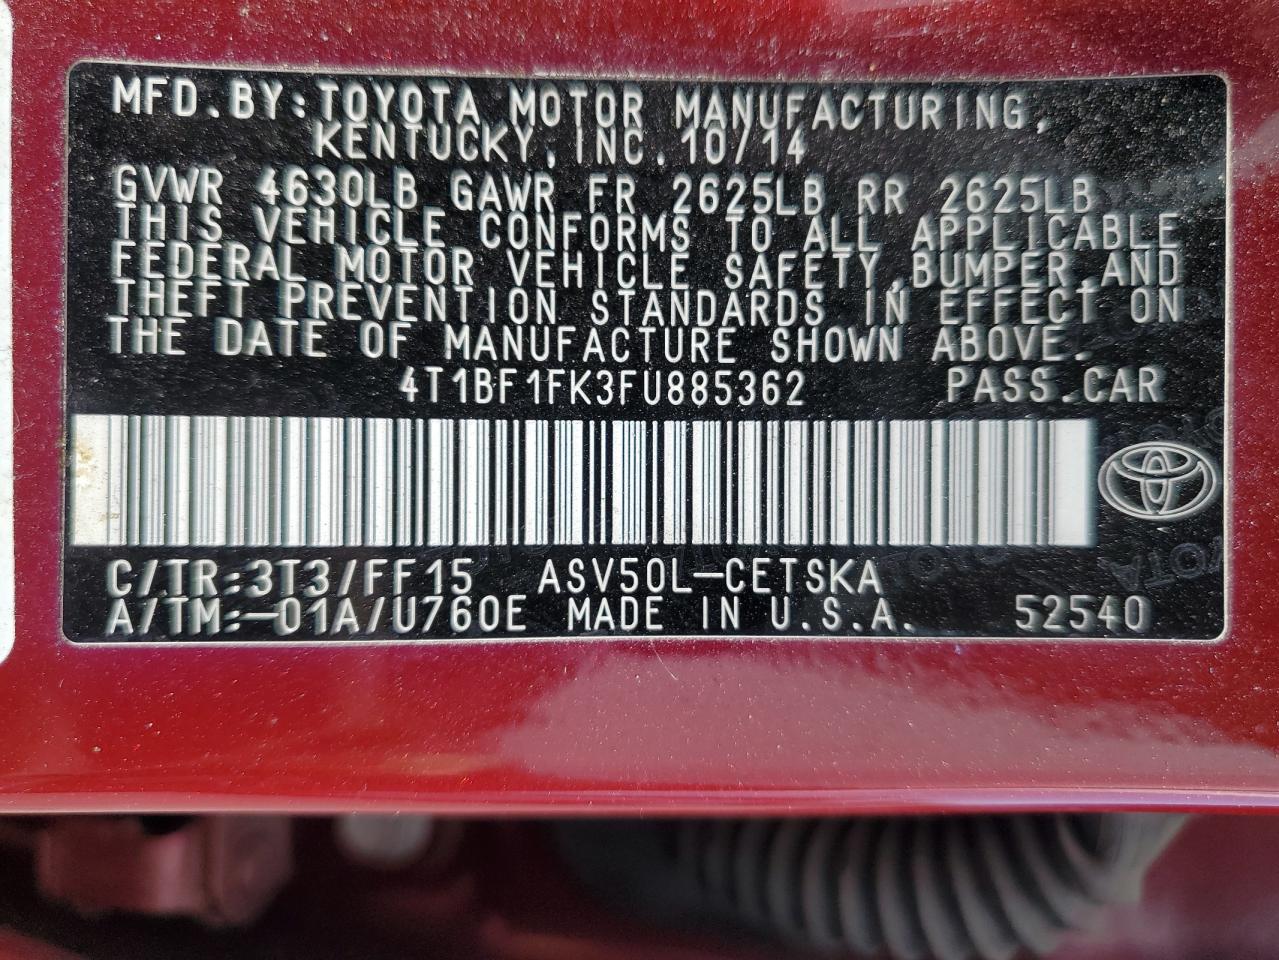 MFD.BY:TOYOTA MOTOR MANUFACTURING,
KENTUCKY,INC. 10/14
GVWR 4630LB GAWR FR 2625LB RR 2625LB
THIS VEHICLE CONFORMS TO ALL APPLICABLE
FEDERAL MOTOR VEHICLE SAFETY,BUMPER,AND
THEFT PREVENTION STANDARDS IN EFFECT ON
THE DATE OF MANUFACTURE SHOWN ABOVE.
4T1BF1FK3FU885362 PASS.CAR
C/TR:3T3/FF15 ASV50L-CETSKA
A/TM:-01A/U760E MADE IN U.S.A. 52540